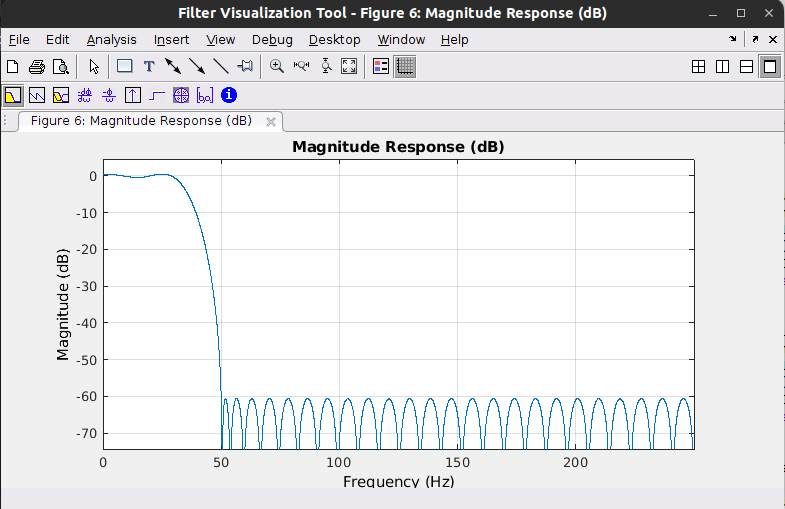 Filter Visualization Tool - Figure 6: Magnitude Response (dB)
File Edit Analysis Insert View Debug Desktop Window Help
Figure 6: Magnitude Response (dB)
Magnitude Response (dB)
Magnitude (dB)
0
-10
-20
-30
-40
-50
-60
-70
0 50 100 150 200
Frequency (Hz)